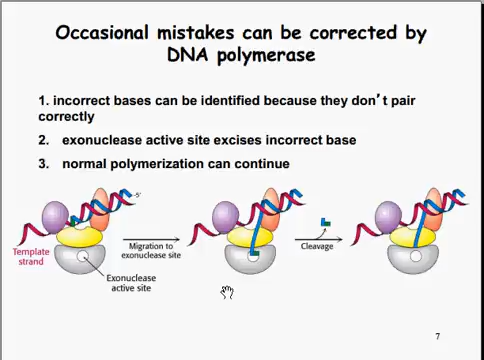 Occasional mistakes can be corrected by
DNA polymerase
1. incorrect bases can be identified because they don't pair
correctly
2. exonuclease active site excises incorrect base
3. normal polymerization can continue
–5'
Template
strand
Migration to
exonuclease site
Cleavage
Exonuclease
active site
7